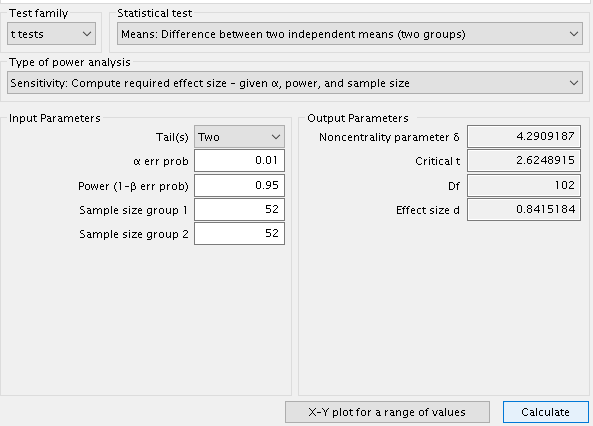 Test family
Statistical test
t tests
Means: Difference between two independent means (two groups)
Type of power analysis
Sensitivity: Compute required effect size - given α, power, and sample size
Input Parameters
Output Parameters
Tail(s) Two
Noncentrality parameter δ 4.2909187
α err prob 0.01
Critical t 2.6248915
Power (1-β err prob) 0.95
Df 102
Sample size group 1 52
Effect size d 0.8415184
Sample size group 2 52
X-Y plot for a range of values
Calculate